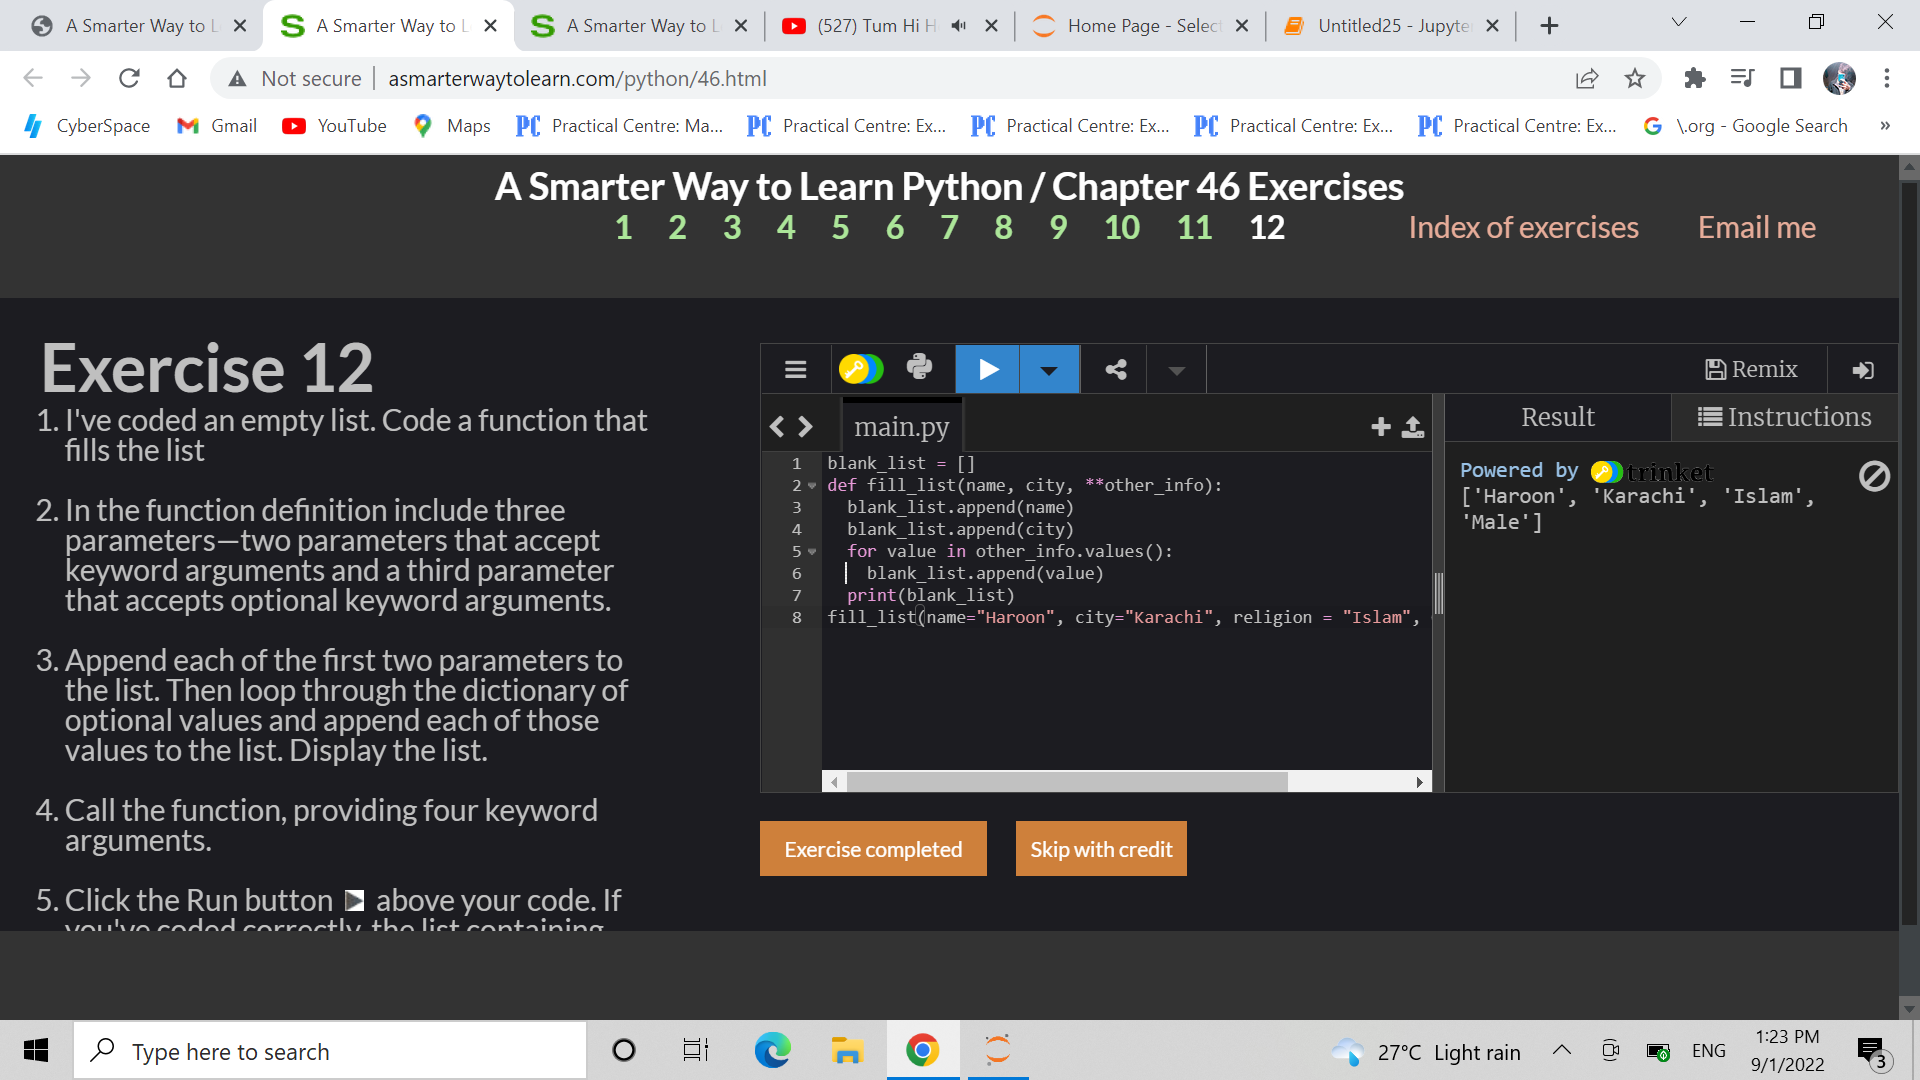 A Smarter Way to L
A Smarter Way to L
A Smarter Way to L
(527) Tum Hi H
Home Page - Select
Untitled25 - Jupyte
Not secure
asmarterwaytolearn.com/python/46.html
CyberSpace
Gmail
YouTube
Maps
PC Practical Centre: Ma...
PC Practical Centre: Ex...
PC Practical Centre: Ex...
PC Practical Centre: Ex...
PC Practical Centre: Ex...
\.org - Google Search
»
A Smarter Way to Learn Python / Chapter 46 Exercises
1 2 3 4 5 6 7 8 9 10 11 12
Index of exercises
Email me
Exercise 12
1. I've coded an empty list. Code a function that
fills the list
2. In the function definition include three
parameters—two parameters that accept
keyword arguments and a third parameter
that accepts optional keyword arguments.
3. Append each of the first two parameters to
the list. Then loop through the dictionary of
optional values and append each of those
values to the list. Display the list.
4. Call the function, providing four keyword
arguments.
5. Click the Run button above your code. If
you've coded correctly, the list containing
Remix
main.py
Result
Instructions
1 blank_list = []
2 def fill_list(name, city, **other_info):
3 blank_list.append(name)
4 blank_list.append(city)
5 for value in other_info.values():
6 blank_list.append(value)
7 print(blank_list)
8 fill_list(name="Haroon", city="Karachi", religion = "Islam",
Powered by trinket
['Haroon', 'Karachi', 'Islam',
'Male']
Exercise completed
Skip with credit
Type here to search
27°C Light rain
ENG
1:23 PM
9/1/2022
3